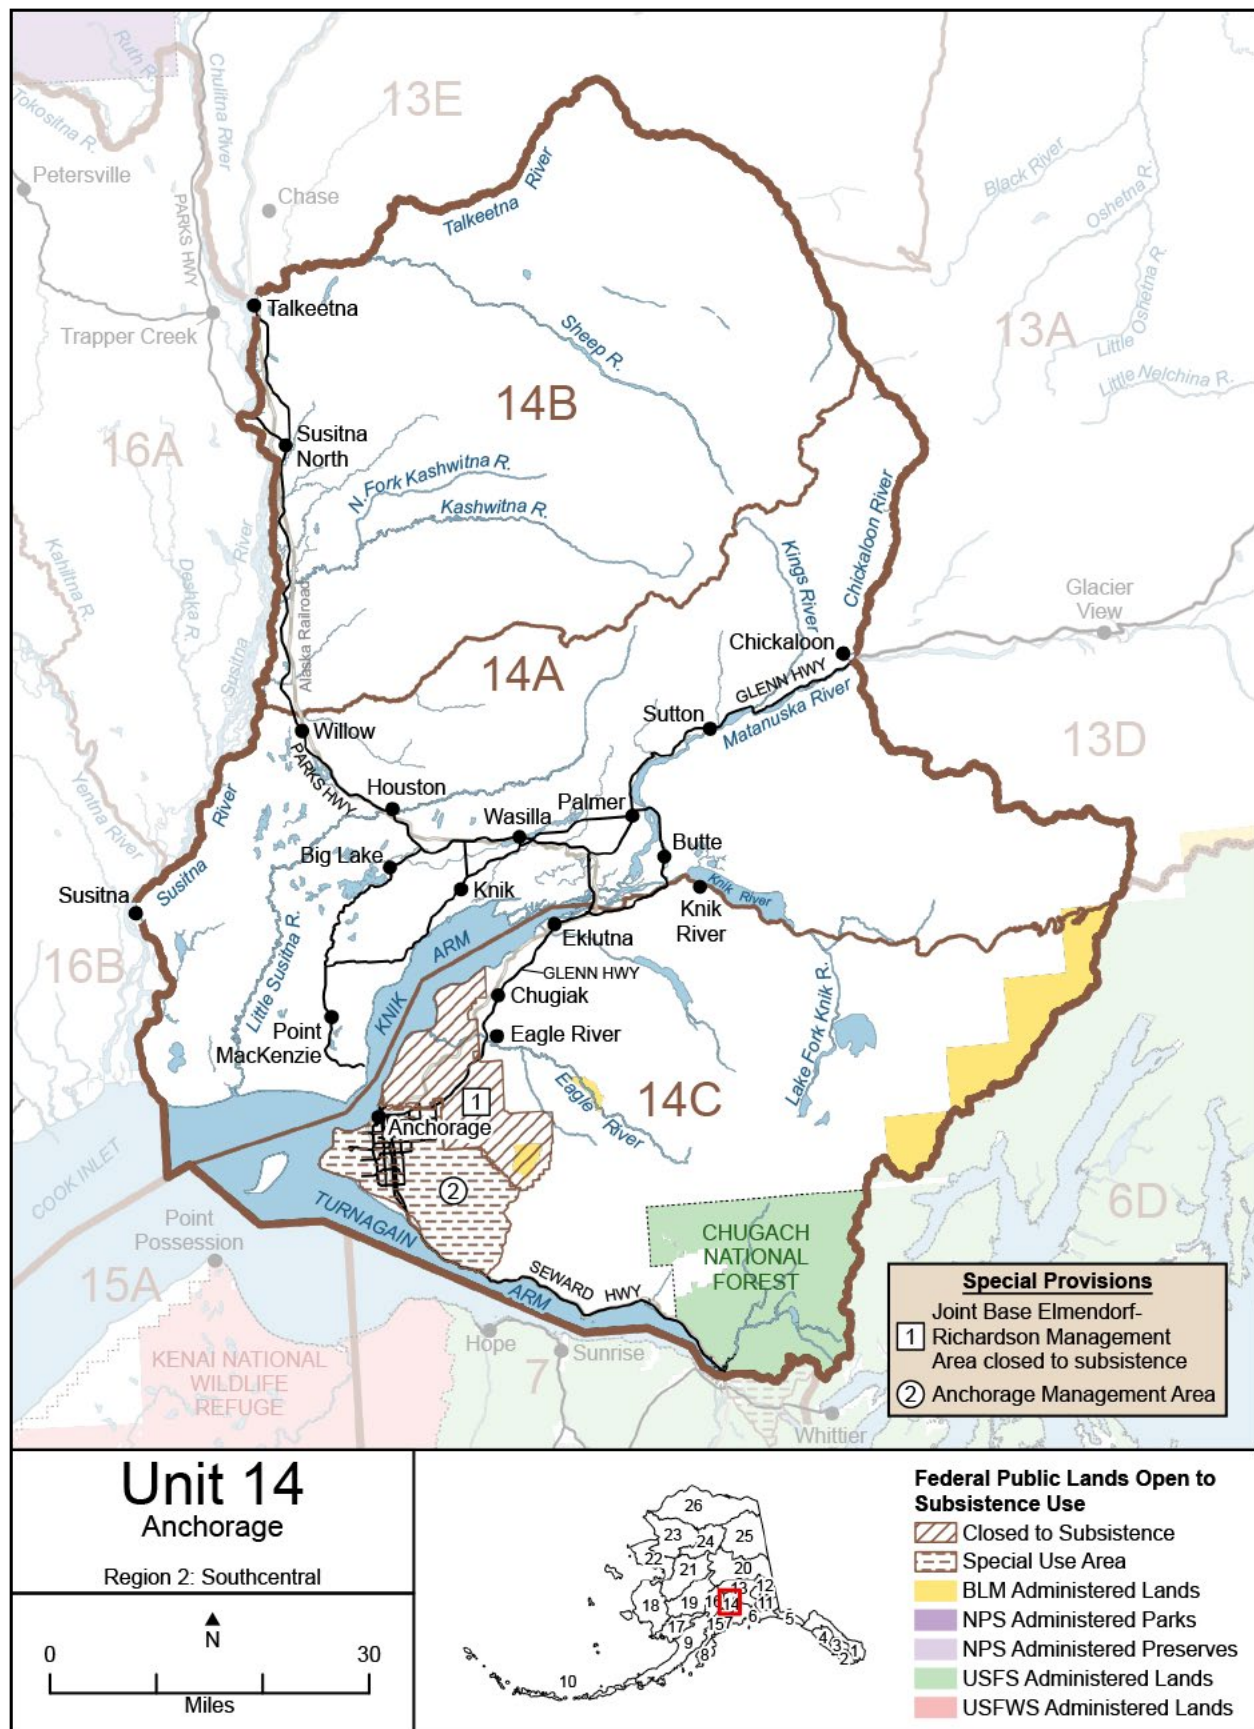 Ruth R.
Chulitna River
Tokositna R.
13E
Petersville
PARKS HWY
Chase
Talkeetna
River
Black River
Oshetna R.
Trapper Creek
Talkeetna
Sheep R.
13A
Little Oshetna R.
Little Nelchina R.
14B
16A
Susitna
North
N. Fork Kashwitna R.
Kashwitna R.
Kahiltna R.
Deshka R.
Susitna
River
Alaska Railroad
Kings River
Chickaloon River
Glacier
View
Chickaloon
14A
GLENN HWY
Matanuska River
Sutton
Willow
13D
PARKS HWY
Yentna River
Houston
Palmer
Wasilla
Susitna
River
Big Lake
Butte
Susitna
Knik
Knik River
Knik
River
16B
Little Susitna R.
KNIK
ARM
Eklutna
GLENN HWY
Chugiak
Lake Fork Knik R.
Point
MacKenzie
Eagle River
1
Eagle
River
14C
Anchorage
COOK INLET
2
TURNAGAIN
ARM
Point
Possession
6D
15A
CHUGACH
NATIONAL
FOREST
SEWARD HWY
KENAI NATIONAL
WILDLIFE
REFUGE
Hope
Sunrise
7
Whittier
Special Provisions
1
Joint Base Elmendorf-
Richardson Management
Area closed to subsistence
2 Anchorage Management Area
Unit 14
Anchorage
Region 2: Southcentral
N
0 30
Miles
26
23
24
25
22
21
20
18
19
16
14
13
12
11
17
15
7
6
5
9
8
10
4
3
1
2
Federal Public Lands Open to
Subsistence Use
Closed to Subsistence
Special Use Area
BLM Administered Lands
NPS Administered Parks
NPS Administered Preserves
USFS Administered Lands
USFWS Administered Lands